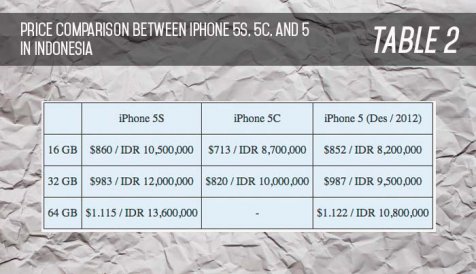 PRICE COMPARISON BETWEEN IPHONE 5S, 5C, AND 5
IN INDONESIA
TABLE 2
iPhone 5S iPhone 5C iPhone 5 (Des / 2012)
16 GB $860 / IDR 10,500,000 $713 / IDR 8,700,000 $852 / IDR 8,200,000
32 GB $983 / IDR 12,000,000 $820 / IDR 10,000,000 $987 / IDR 9,500,000
64 GB $1.115 / IDR 13,600,000 - $1.122 / IDR 10,800,000